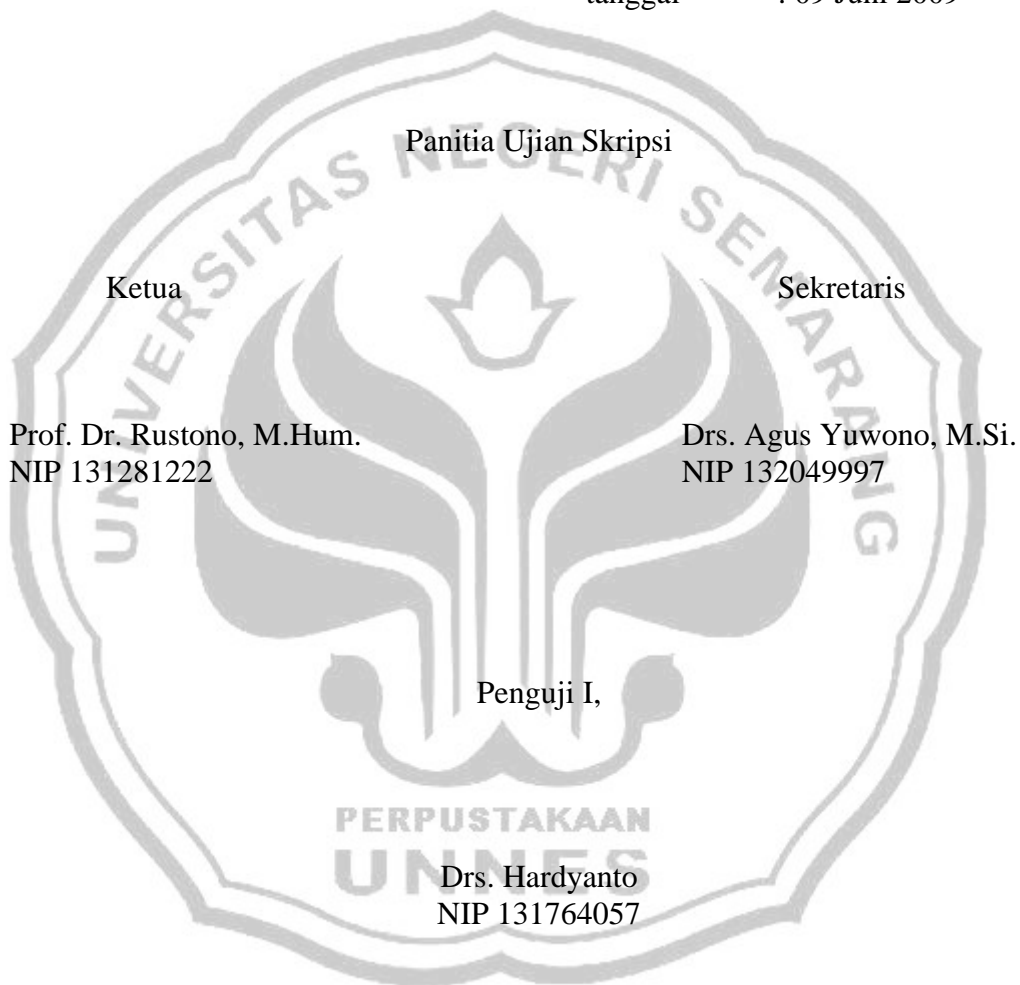 tanggal : 09 Juni 2009
Panitia Ujian Skripsi
Ketua Sekretaris
Prof. Dr. Rustono, M.Hum. Drs. Agus Yuwono, M.Si.
NIP 131281222 NIP 132049997
Penguji I,
Drs. Hardyanto
NIP 131764057
UNIVERSITAS NEGERI SEMARANG
PERPUSTAKAAN
UNNES